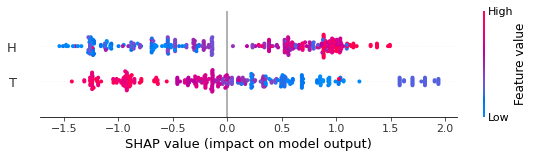 High
H
T
Low
Feature value
−1.5 −1.0 −0.5 0.0 0.5 1.0 1.5 2.0
SHAP value (impact on model output)